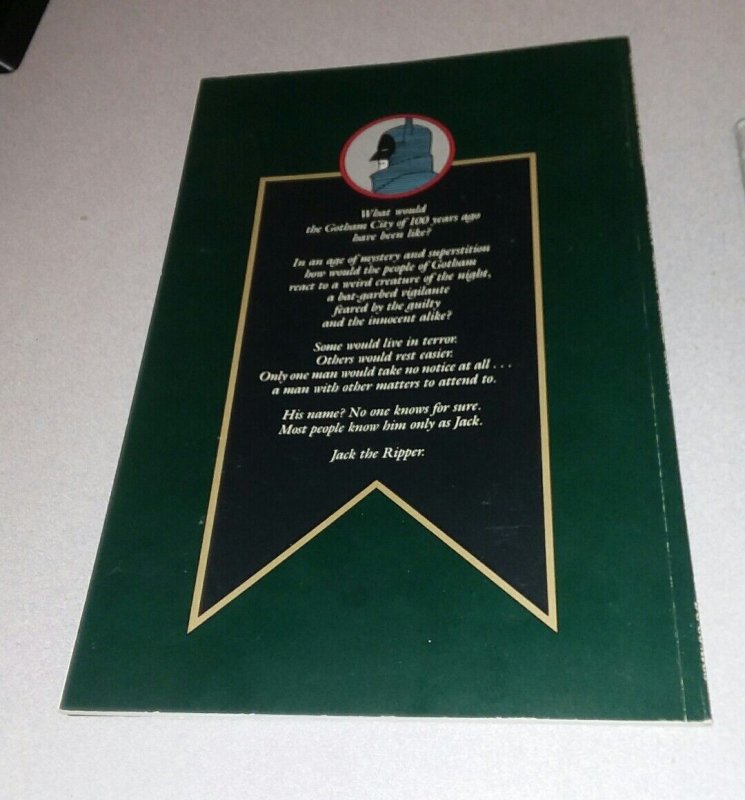 What would
the Gotham City of 100 years ago
have been like?
In an age of mystery and superstition
how would the people of Gotham
react to a weird creature of the night,
a bat-garbed vigilante
feared by the guilty
and the innocent alike?
Some would live in terror.
Others would rest easier.
Only one man would take no notice at all . . .
a man with other matters to attend to.
His name? No one knows for sure.
Most people know him only as Jack.
Jack the Ripper.